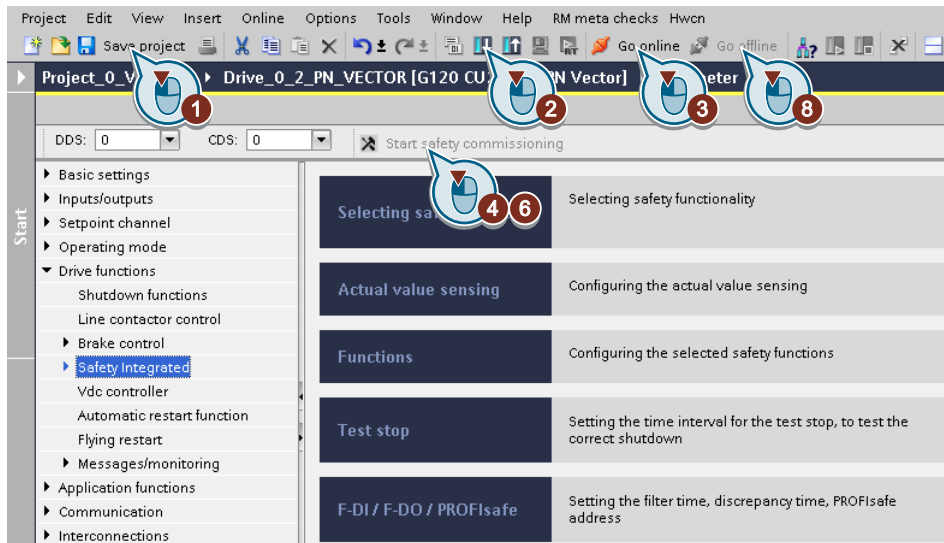 Project Edit View Insert Online Options Tools Window Help RM meta checks Hwcn
Save project Go online Go offline
Project_0_V Drive_0_2_PN_VECTOR [G120 CU PN Vector] meter
1 2 3 8
DDS: 0 CDS: 0 Start safety commissioning
4 6
Start
Basic settings
Inputs/outputs
Setpoint channel
Operating mode
Drive functions
Shutdown functions
Line contactor control
Brake control
Safety Integrated
Vdc controller
Automatic restart function
Flying restart
Messages/monitoring
Application functions
Communication
Interconnections
Selecting sa Selecting safety functionality
Actual value sensing Configuring the actual value sensing
Functions Configuring the selected safety functions
Test stop Setting the time interval for the test stop, to test the
correct shutdown
F-DI / F-DO / PROFIsafe Setting the filter time, discrepancy time, PROFIsafe
address